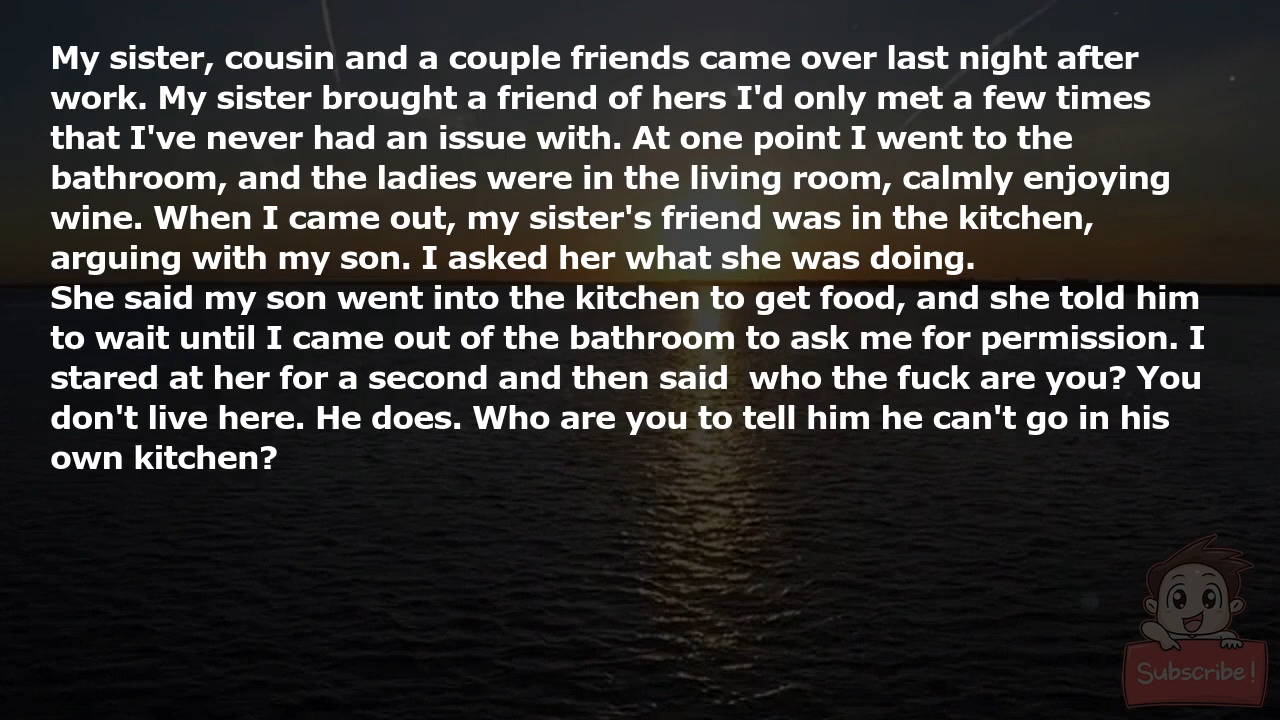 My sister, cousin and a couple friends came over last night after
work. My sister brought a friend of hers I'd only met a few times
that I've never had an issue with. At one point I went to the
bathroom, and the ladies were in the living room, calmly enjoying
wine. When I came out, my sister's friend was in the kitchen,
arguing with my son. I asked her what she was doing.
She said my son went into the kitchen to get food, and she told him
to wait until I came out of the bathroom to ask me for permission. I
stared at her for a second and then said  who the fuck are you? You
don't live here. He does. Who are you to tell him he can't go in his
own kitchen?
Subscribe!